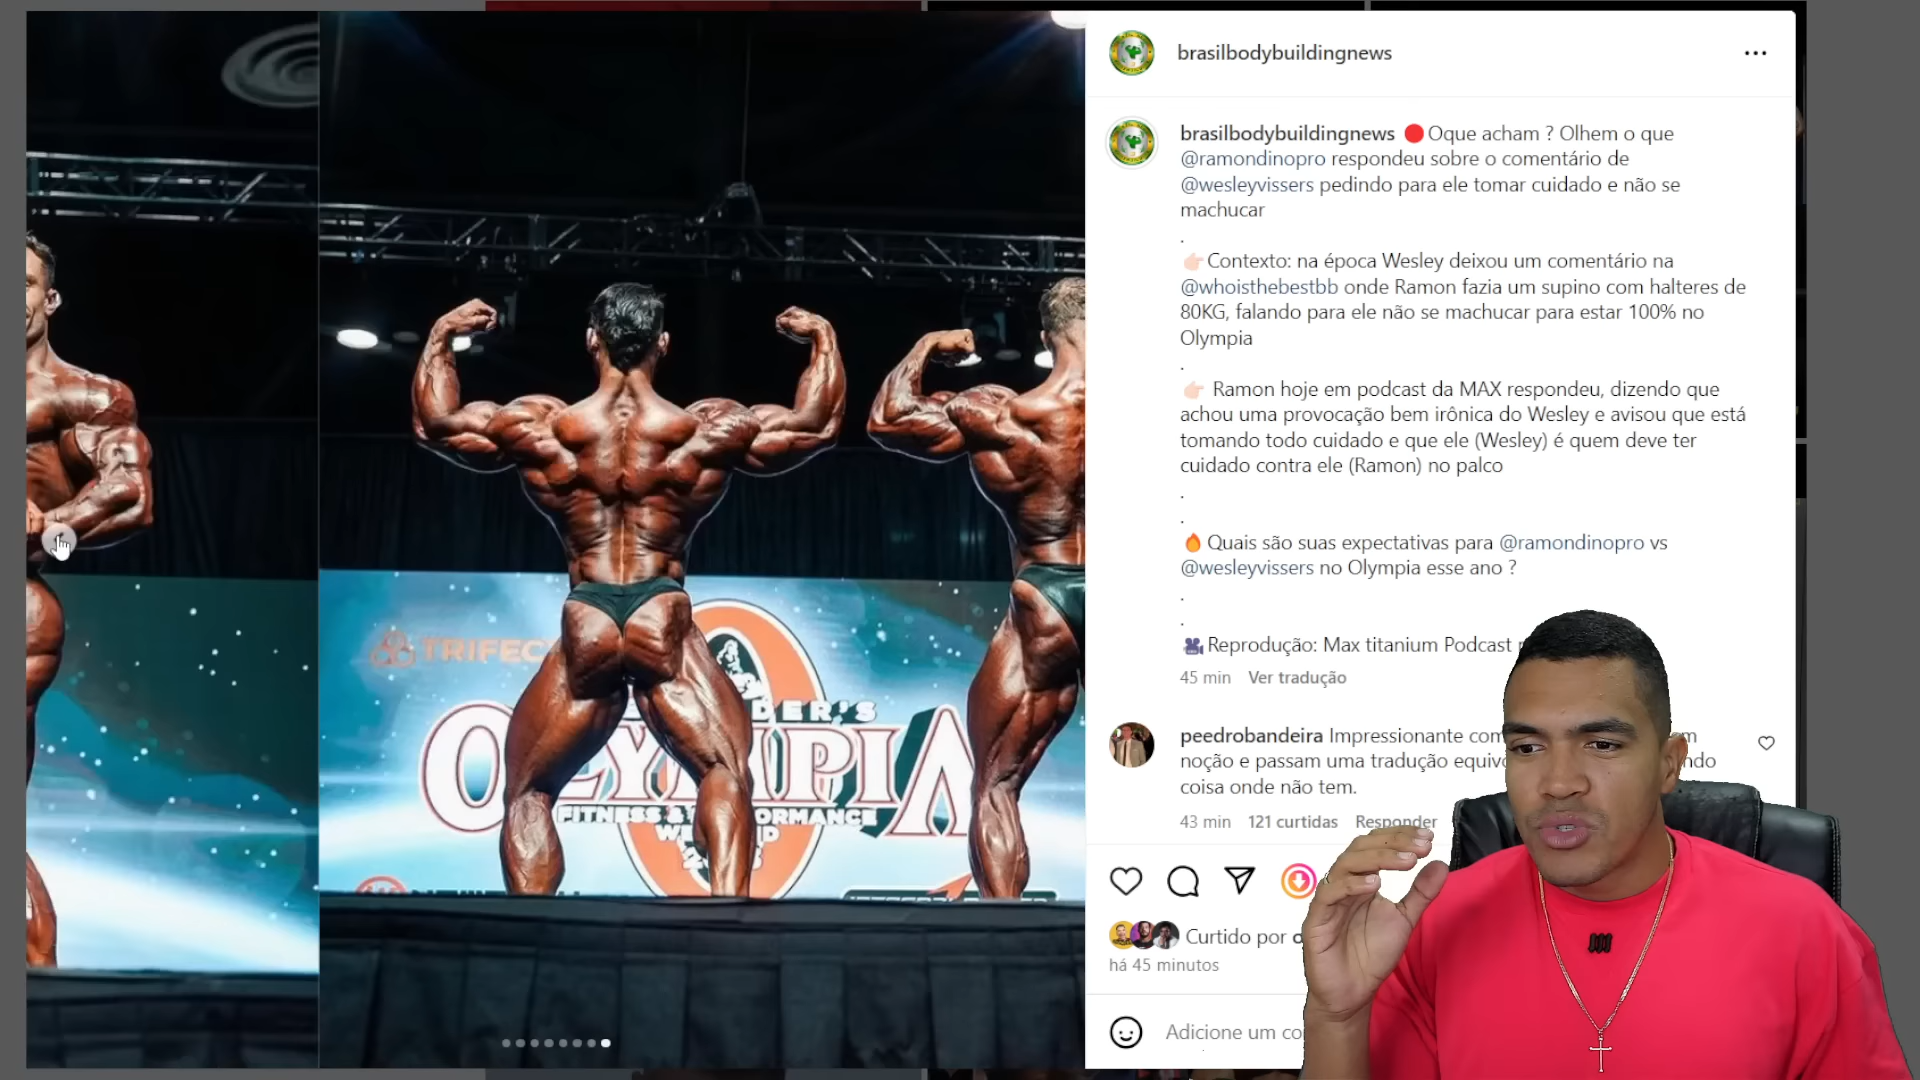 brasilbodybuildingnews
brasilbodybuildingnews 🔴Oque acham ? Olhem o que
@ramondinopro respondeu sobre o comentário de
@wesleyvissers pedindo para ele tomar cuidado e não se
machucar
.
👉🏻Contexto: na época Wesley deixou um comentário na
@whoisthebestbb onde Ramon fazia um supino com halteres de
80KG, falando para ele não se machucar para estar 100% no
Olympia
.
👉🏻 Ramon hoje em podcast da MAX respondeu, dizendo que
achou uma provocação bem irônica do Wesley e avisou que está
tomando todo cuidado e que ele (Wesley) é quem deve ter
cuidado contra ele (Ramon) no palco
.
.
🔥Quais são suas expectativas para @ramondinopro vs
@wesleyvissers no Olympia esse ano ?
.
.
🎥Reprodução: Max titanium Podcast
45 min Ver tradução
peedrobandeira Impressionante
noção e passam uma tradução
coisa onde não tem.
43 min 121 curtidas Responder
Curtido por
há 45 minutos
Adicione um
TRIFEC
DER'S
OLYMPIA
FITNESS &
ORMANCE